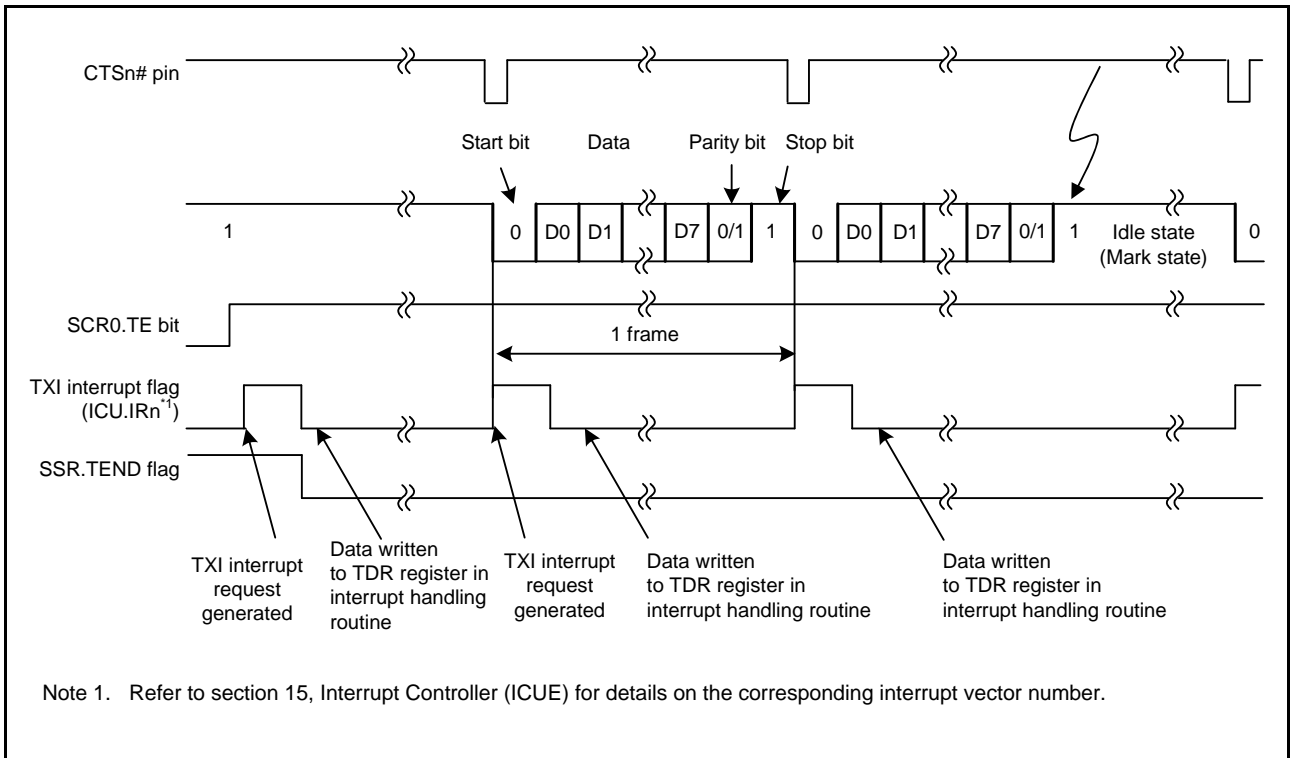 CTSn# pin
Start bit
Data
Parity bit
Stop bit
1
0
D0
D1
D7
0/1
1
0
D0
D1
D7
0/1
1
Idle state
(Mark state)
0
SCR0.TE bit
1 frame
TXI interrupt flag
(ICU.IRn*1)
SSR.TEND flag
TXI interrupt
request
generated
Data written
to TDR register in
interrupt handling
routine
TXI interrupt
request
generated
Data written
to TDR register in
interrupt handling routine
Data written
to TDR register in
interrupt handling routine
Note 1. Refer to section 15, Interrupt Controller (ICUE) for details on the corresponding interrupt vector number.